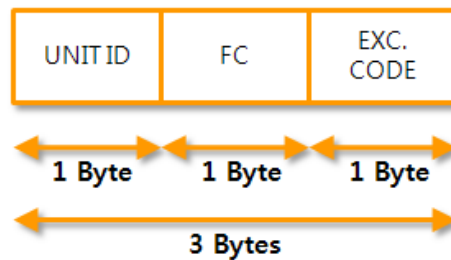 UNIT ID
FC
EXC.
CODE
1 Byte
1 Byte
1 Byte
3 Bytes